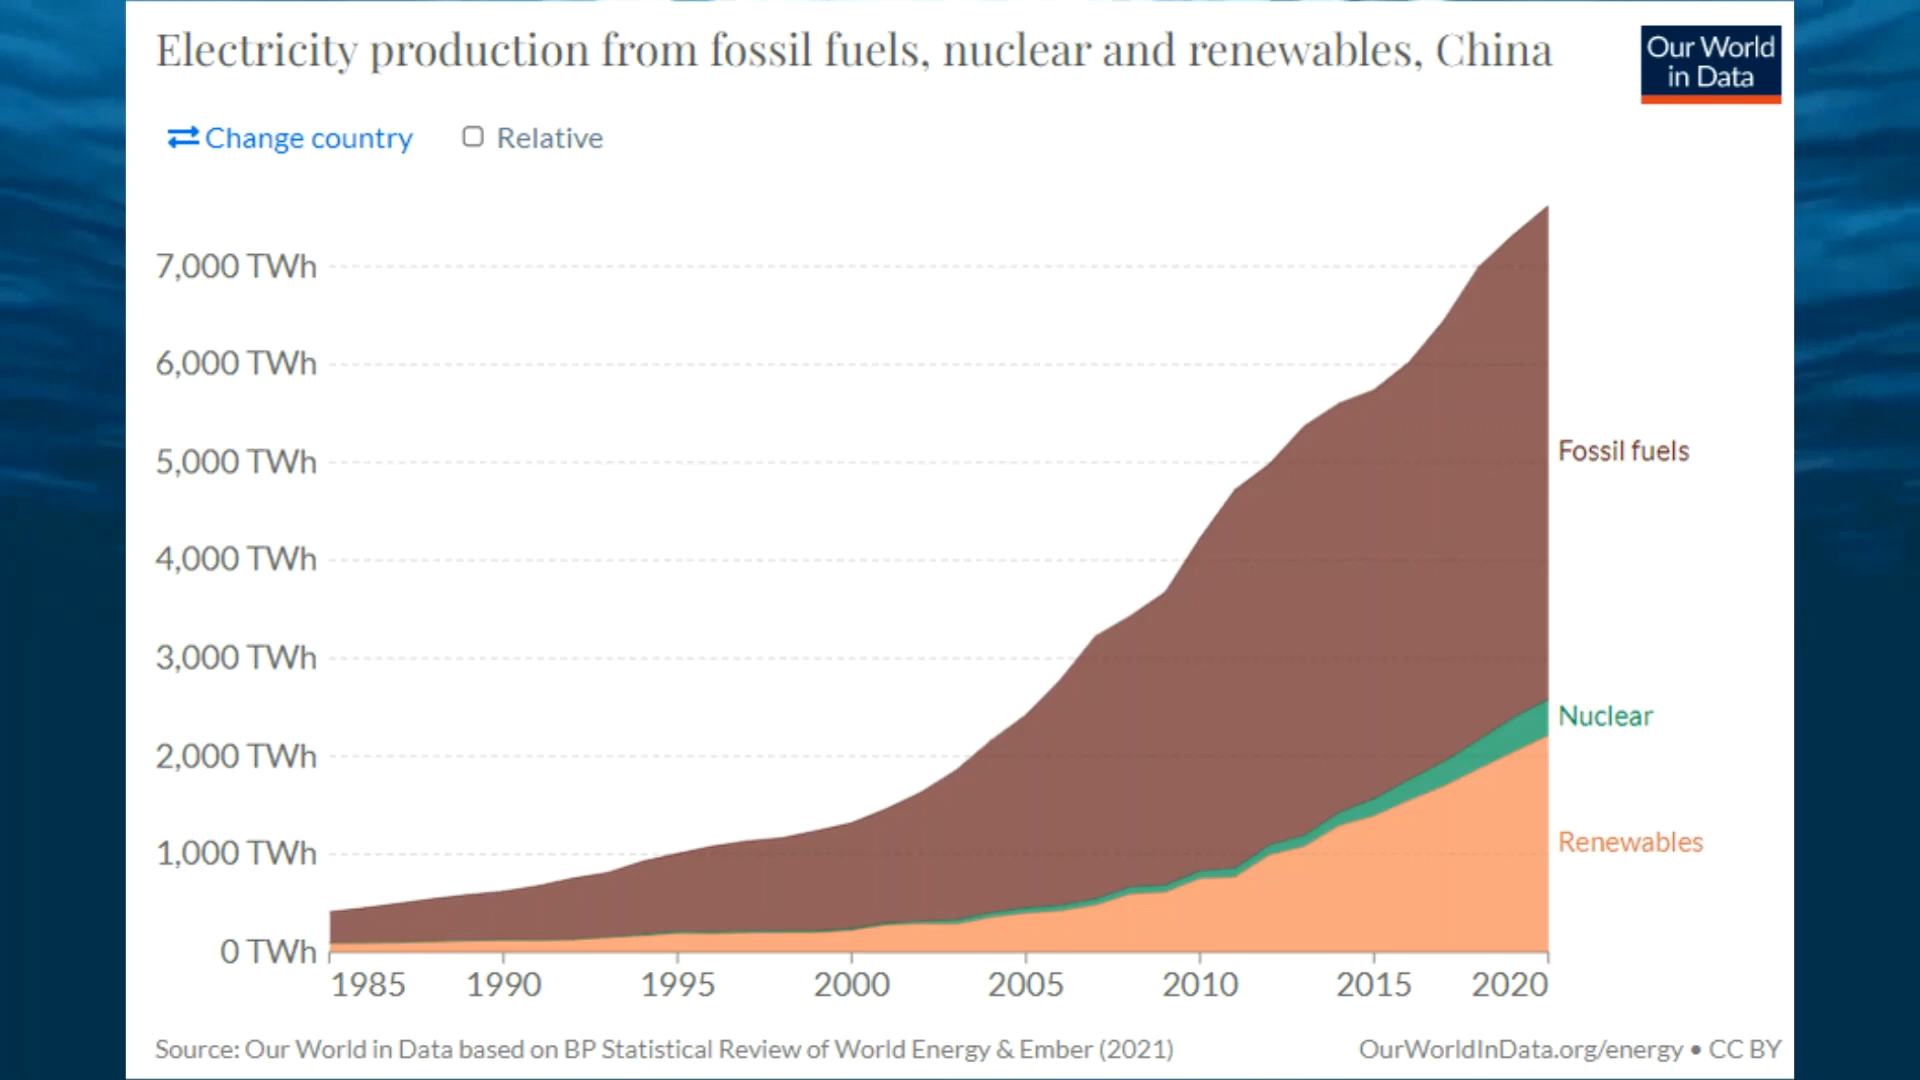 Electricity production from fossil fuels, nuclear and renewables, China
Our World
in Data
Change country
Relative
7,000 TWh
6,000 TWh
5,000 TWh
Fossil fuels
4,000 TWh
3,000 TWh
Nuclear
2,000 TWh
1,000 TWh
Renewables
0 TWh
1985 1990 1995 2000 2005 2010 2015 2020
Source: Our World in Data based on BP Statistical Review of World Energy & Ember (2021)
OurWorldInData.org/energy • CC BY